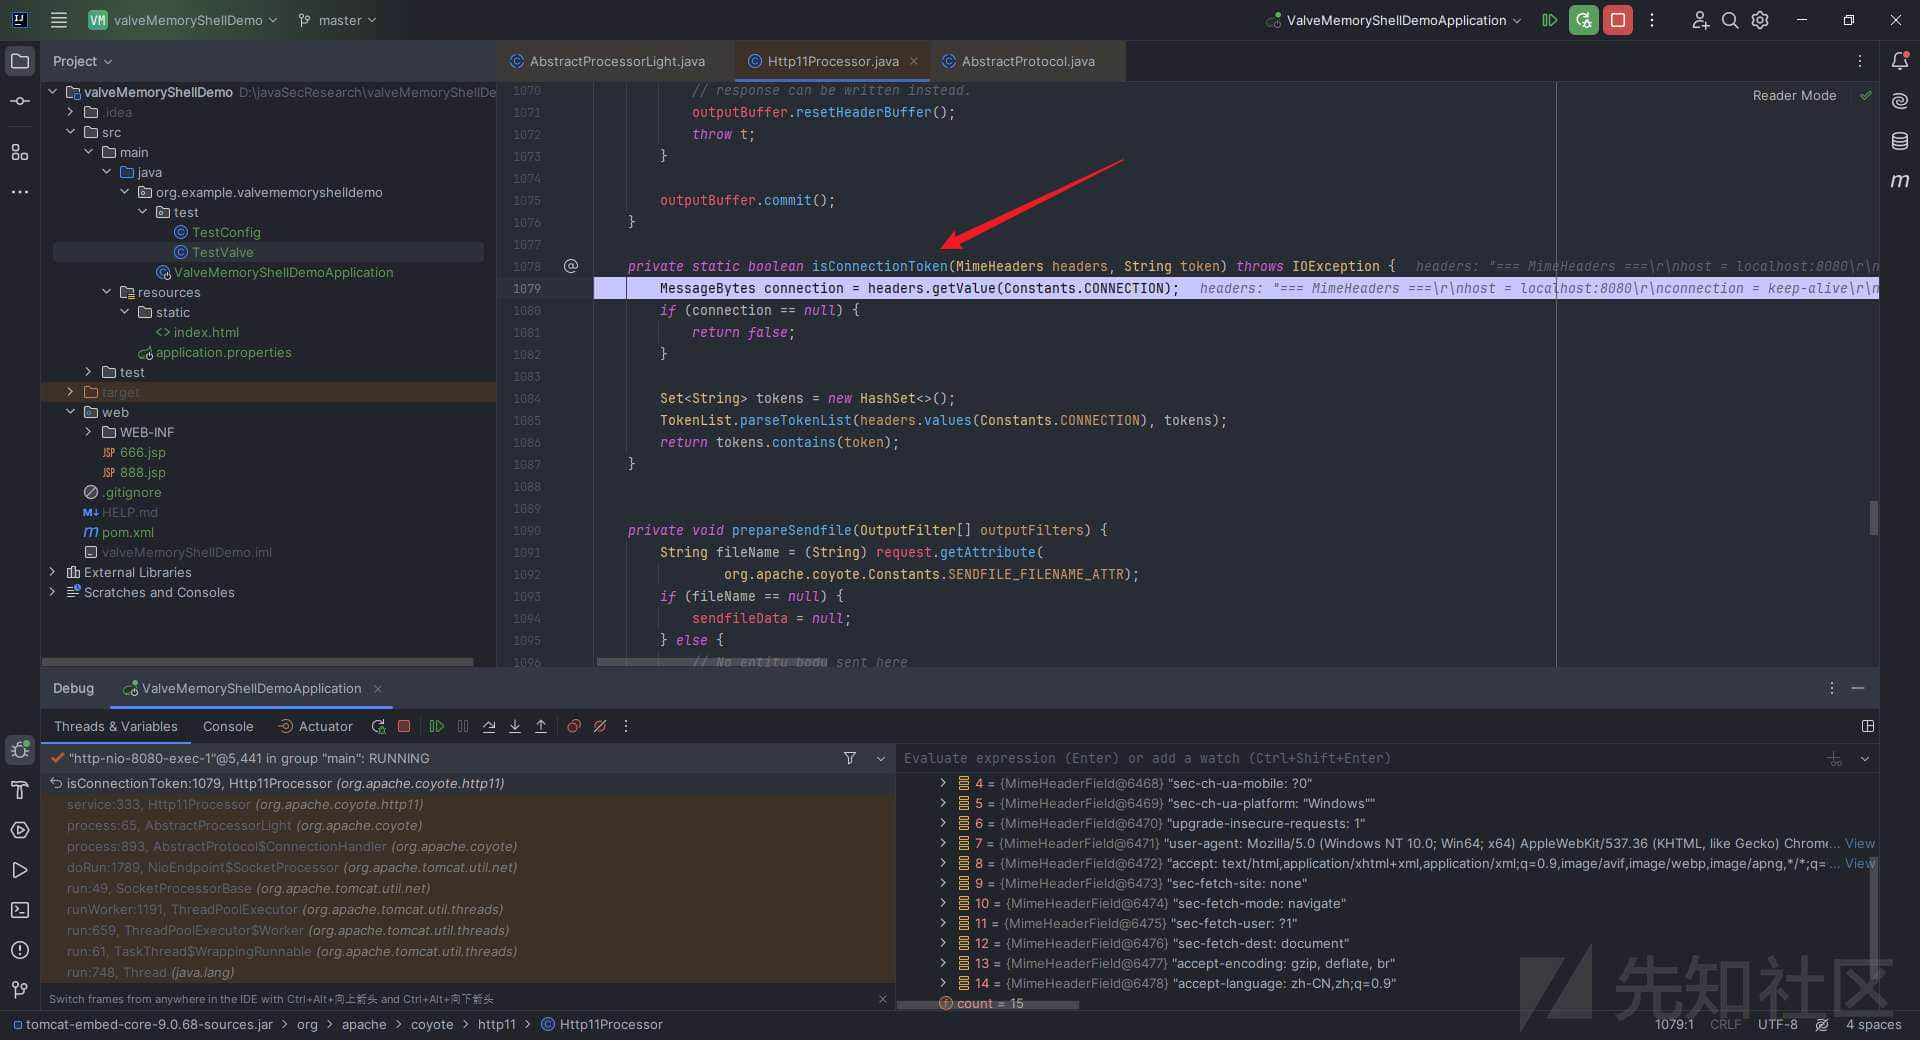 VM valveMemoryShellDemo master ValveMemoryShellDemoApplication
Project
AbstractProcessorLight.java Http11Processor.java AbstractProtocol.java
Reader Mode
valveMemoryShellDemo D:\javaSecResearch\valveMemoryShellDe
.idea
src
main
java
org.example.valvememoryshelldemo
test
TestConfig
TestValve
ValveMemoryShellDemoApplication
resources
static
<> index.html
application.properties
test
target
web
WEB-INF
JSP 666.jsp
JSP 888.jsp
.gitignore
M↓ HELP.md
m pom.xml
valveMemoryShellDemo.iml
External Libraries
Scratches and Consoles
1070 // response can be written instead.
1071 outputBuffer.resetHeaderBuffer();
1072 throw t;
1073 }
1074
1075 outputBuffer.commit();
1076 }
1077
1078 @ private static boolean isConnectionToken(MimeHeaders headers, String token) throws IOException { headers: "=== MimeHeaders ===\r\nhost = localhost:8080\r\n
1079 MessageBytes connection = headers.getValue(Constants.CONNECTION); headers: "=== MimeHeaders ===\r\nhost = localhost:8080\r\nconnection = keep-alive\r\n
1080 if (connection == null) {
1081 return false;
1082 }
1083
1084 Set<String> tokens = new HashSet<>();
1085 TokenList.parseTokenList(headers.values(Constants.CONNECTION), tokens);
1086 return tokens.contains(token);
1087 }
1088
1089
1090 private void prepareSendfile(OutputFilter[] outputFilters) {
1091 String fileName = (String) request.getAttribute(
1092 org.apache.coyote.Constants.SENDFILE_FILENAME_ATTR);
1093 if (fileName == null) {
1094 sendfileData = null;
1095 } else {
1096 // No entity body sent here
m
Debug ValveMemoryShellDemoApplication
Threads & Variables Console Actuator
"http-nio-8080-exec-1"@5,441 in group "main": RUNNING
isConnectionToken:1079, Http11Processor (org.apache.coyote.http11)
service:333, Http11Processor (org.apache.coyote.http11)
process:65, AbstractProcessorLight (org.apache.coyote)
process:893, AbstractProtocol$ConnectionHandler (org.apache.coyote)
doRun:1789, NioEndpoint$SocketProcessor (org.apache.tomcat.util.net)
run:49, SocketProcessorBase (org.apache.tomcat.util.net)
runWorker:1191, ThreadPoolExecutor (org.apache.tomcat.util.threads)
run:659, ThreadPoolExecutor$Worker (org.apache.tomcat.util.threads)
run:61, TaskThread$WrappingRunnable (org.apache.tomcat.util.threads)
run:748, Thread (java.lang)
Switch frames from anywhere in the IDE with Ctrl+Alt+向上箭头 and Ctrl+Alt+向下箭头
Evaluate expression (Enter) or add a watch (Ctrl+Shift+Enter)
4 = {MimeHeaderField@6468} "sec-ch-ua-mobile: ?0"
5 = {MimeHeaderField@6469} "sec-ch-ua-platform: "Windows""
6 = {MimeHeaderField@6470} "upgrade-insecure-requests: 1"
7 = {MimeHeaderField@6471} "user-agent: Mozilla/5.0 (Windows NT 10.0; Win64; x64) AppleWebKit/537.36 (KHTML, like Gecko) Chrom... View
8 = {MimeHeaderField@6472} "accept: text/html,application/xhtml+xml,application/xml;q=0.9,image/avif,image/webp,image/apng,*/*;q= ... View
9 = {MimeHeaderField@6473} "sec-fetch-site: none"
10 = {MimeHeaderField@6474} "sec-fetch-mode: navigate"
11 = {MimeHeaderField@6475} "sec-fetch-user: ?1"
12 = {MimeHeaderField@6476} "sec-fetch-dest: document"
13 = {MimeHeaderField@6477} "accept-encoding: gzip, deflate, br"
14 = {MimeHeaderField@6478} "accept-language: zh-CN,zh;q=0.9"
count = 15
先知社区
tomcat-embed-core-9.0.68-sources.jar > org > apache > coyote > http11 > Http11Processor
1079:1 CRLF UTF-8 4 spaces